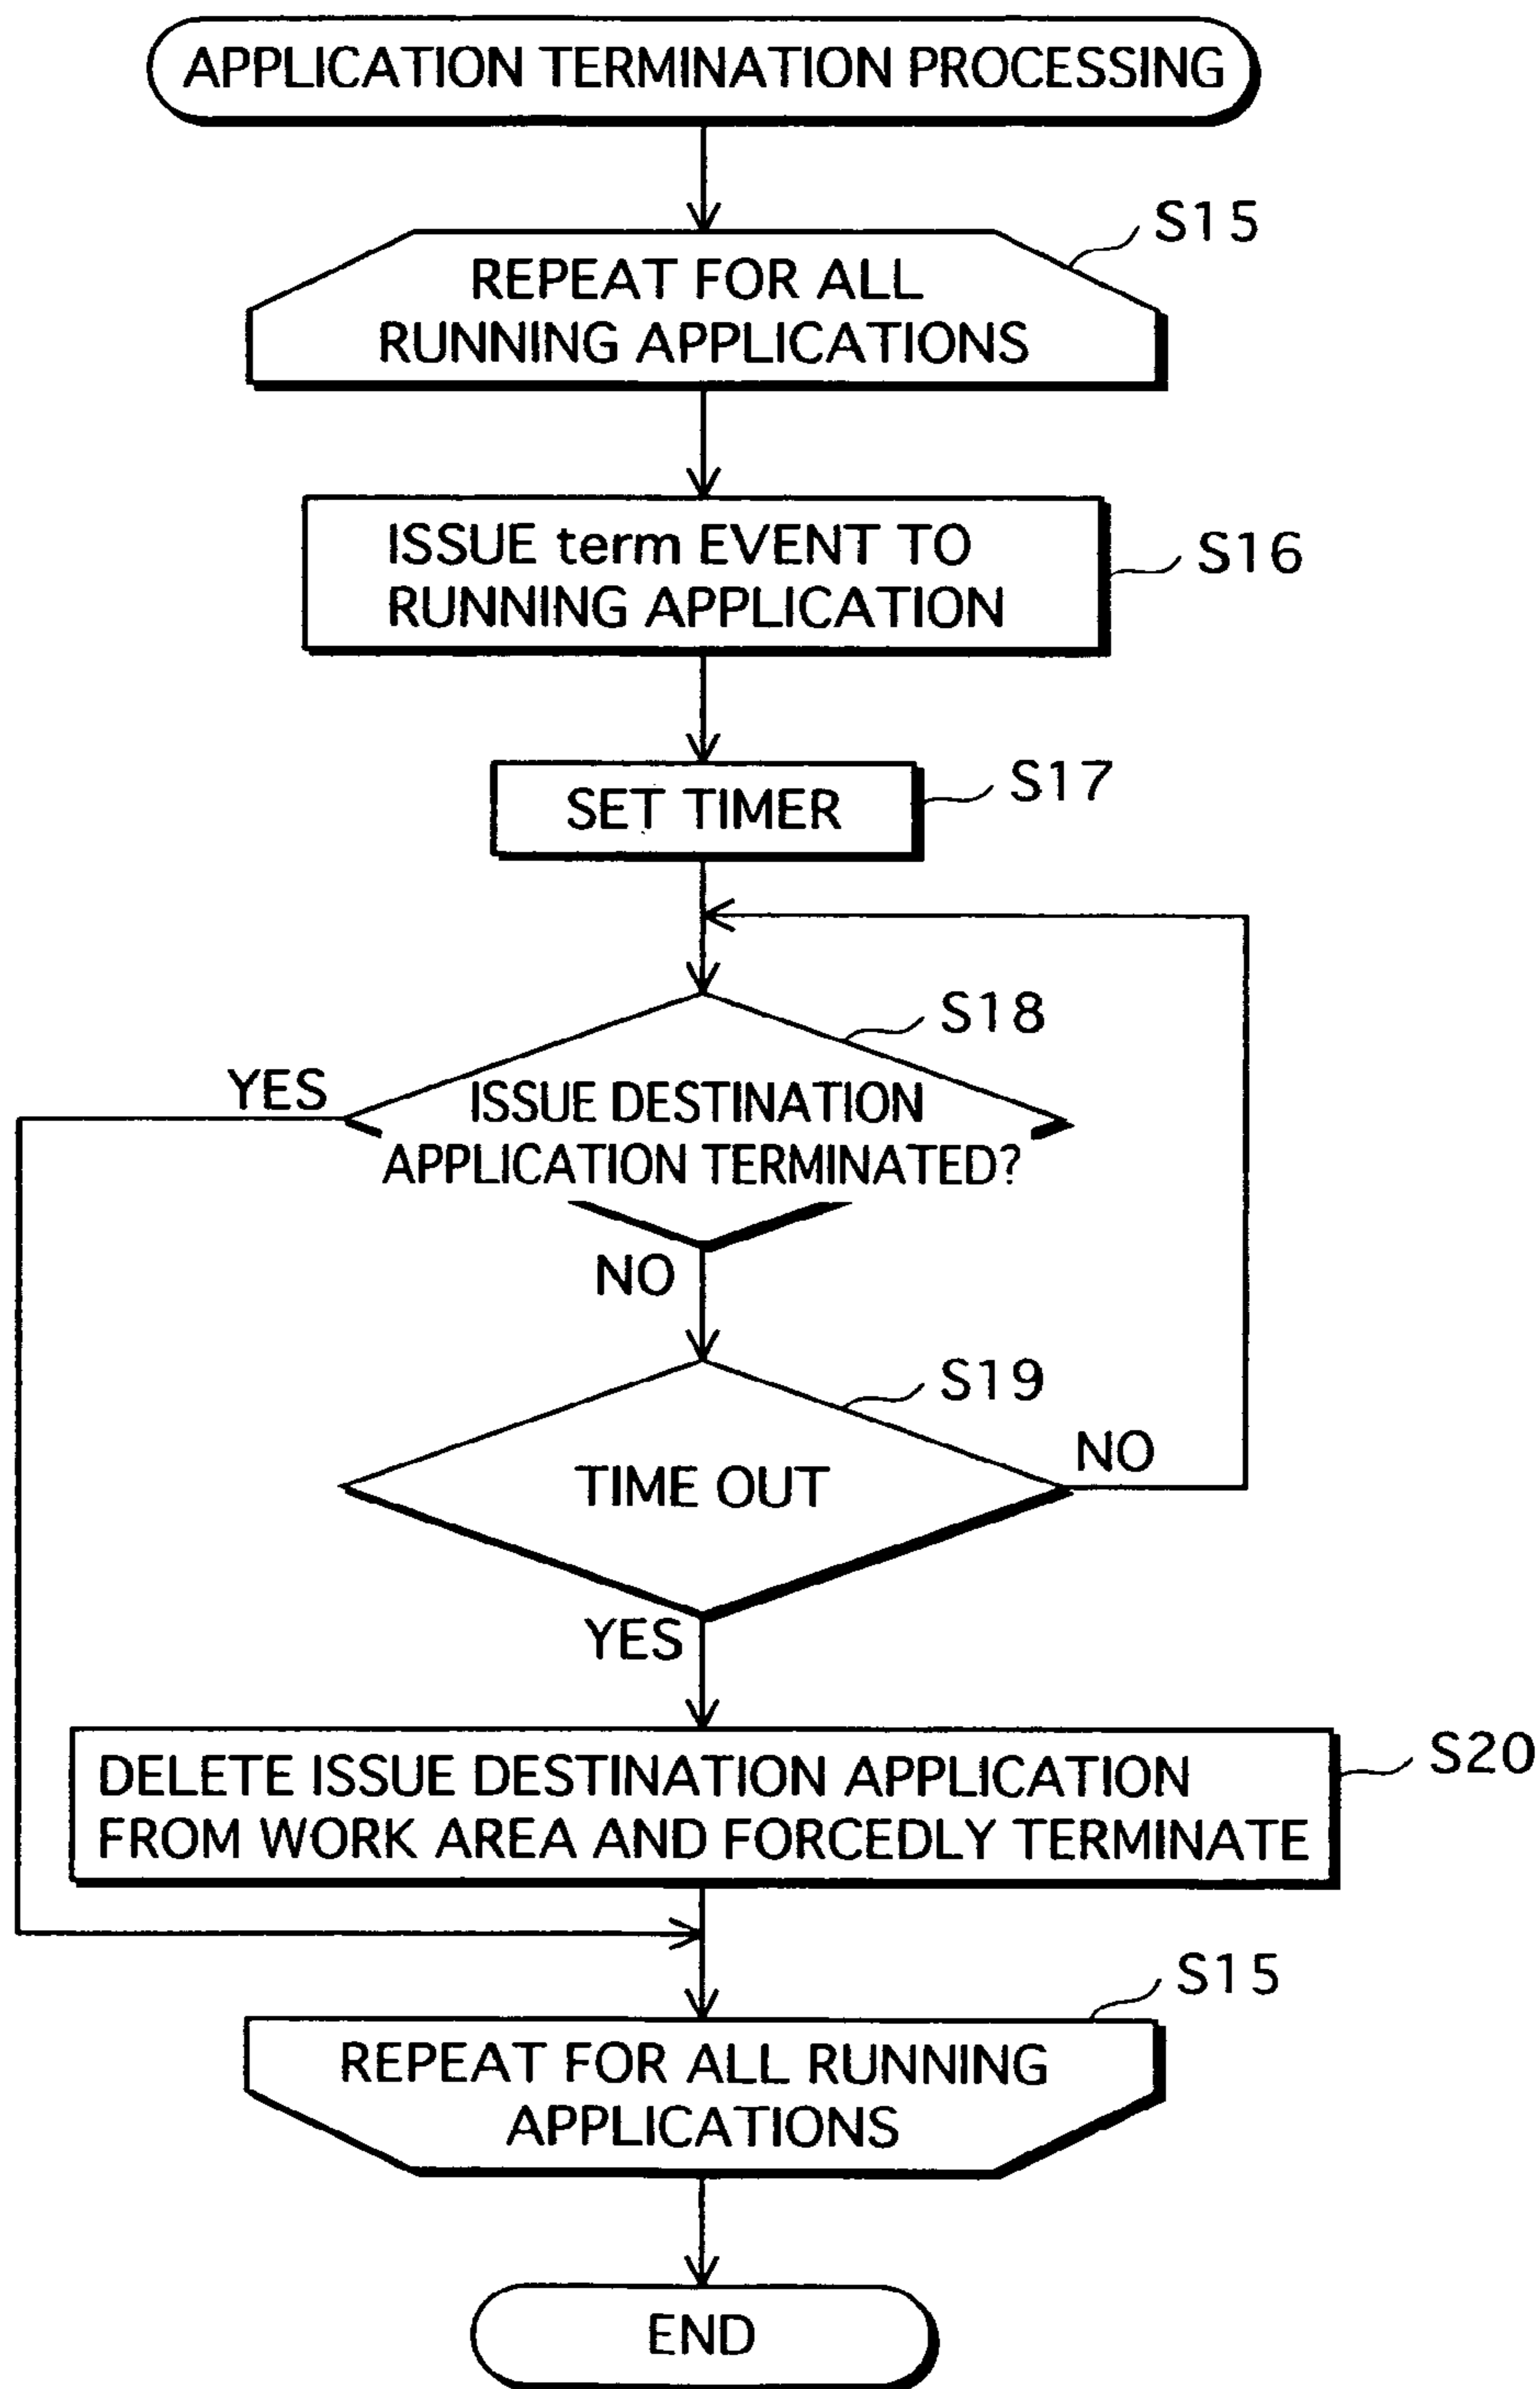 APPLICATION TERMINATION PROCESSING
S15
REPEAT FOR ALL
RUNNING APPLICATIONS
ISSUE term EVENT TO
RUNNING APPLICATION
S16
SET TIMER
S17
S18
YES
ISSUE DESTINATION
APPLICATION TERMINATED?
NO
S19
TIME OUT
NO
YES
DELETE ISSUE DESTINATION APPLICATION
FROM WORK AREA AND FORCEDLY TERMINATE
S20
S15
REPEAT FOR ALL RUNNING
APPLICATIONS
END